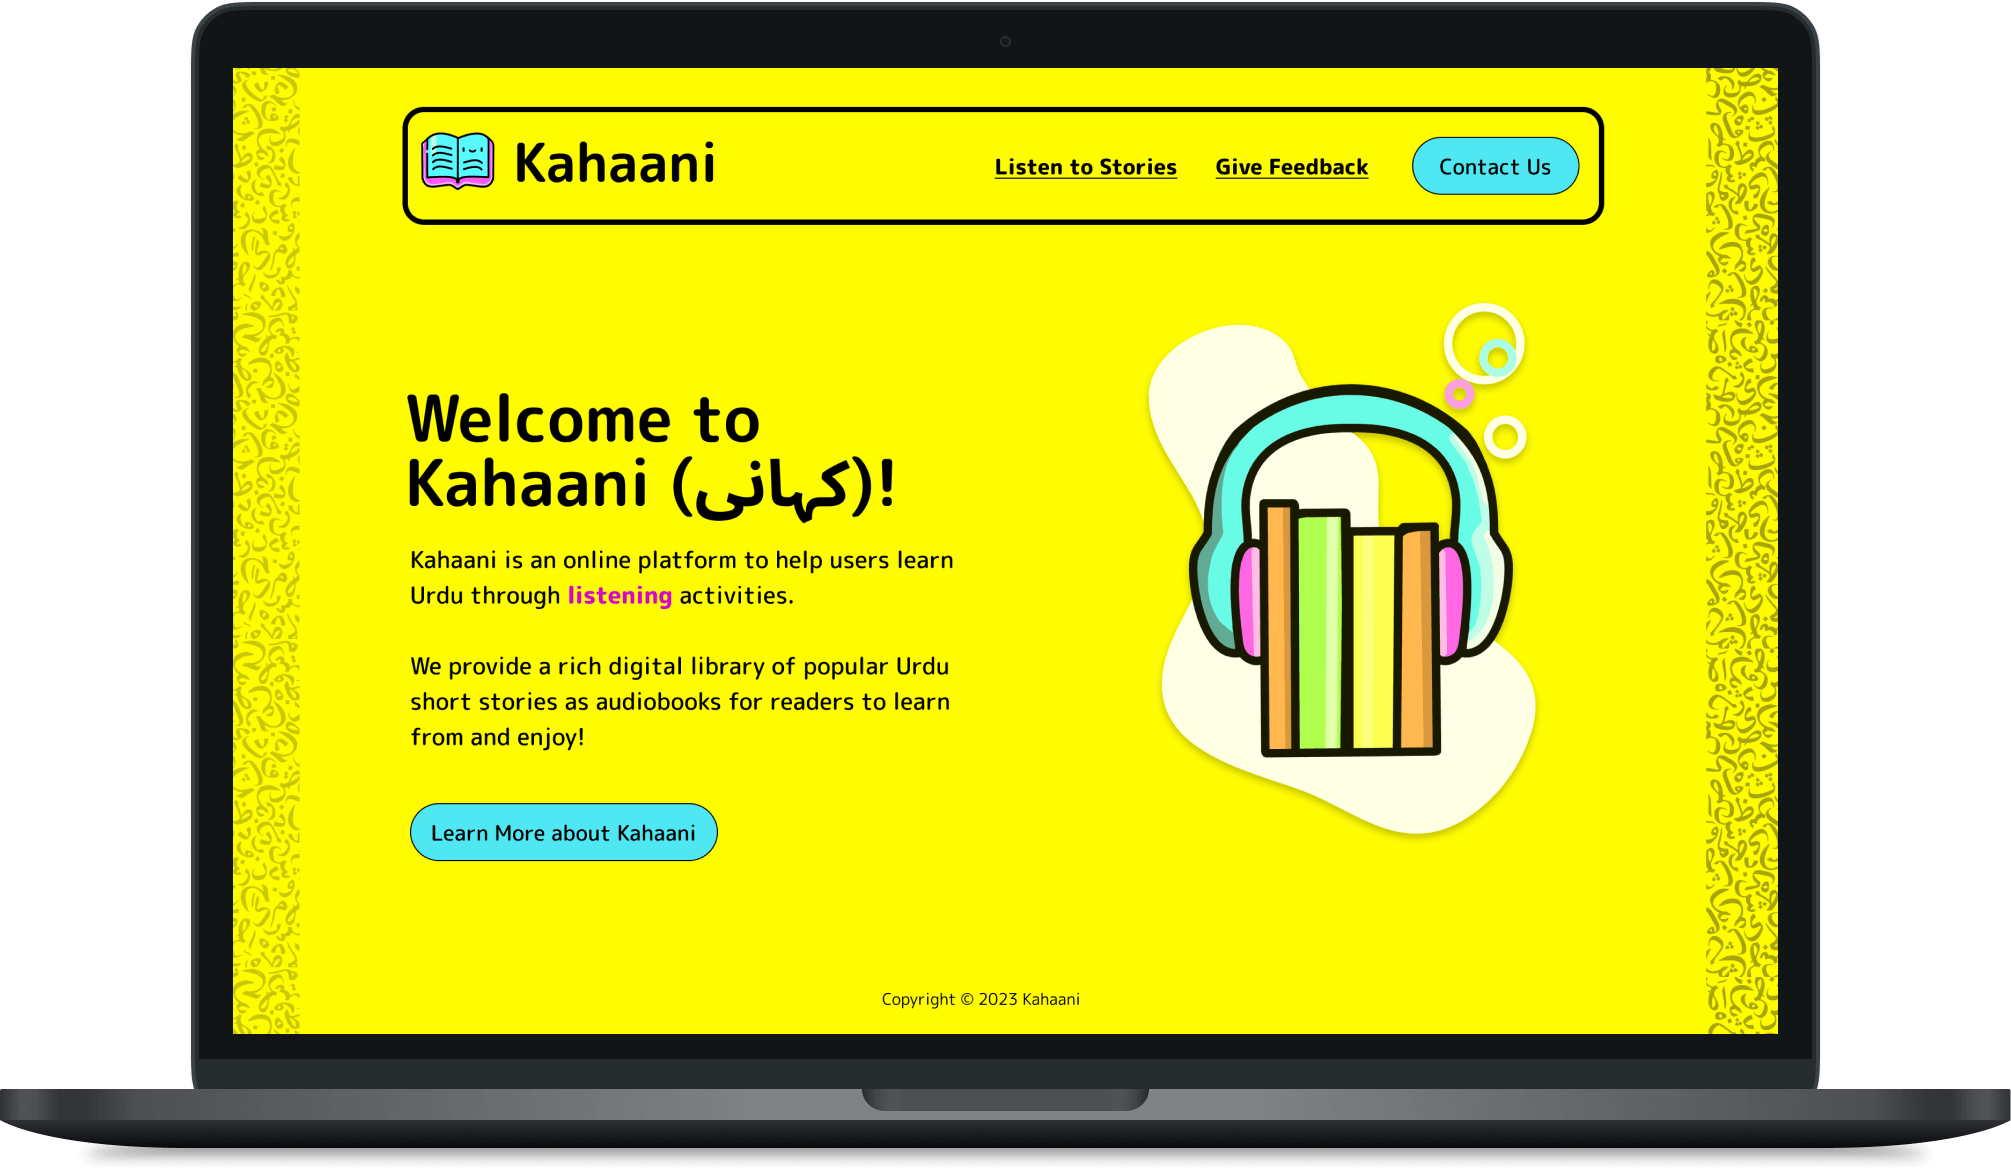 Kahaani
Listen to Stories
Give Feedback
Contact Us
Welcome to
Kahaani (کہانی)!
Kahaani is an online platform to help users learn
Urdu through listening activities.
We provide a rich digital library of popular Urdu
short stories as audiobooks for readers to learn
from and enjoy!
Learn More about Kahaani
Copyright © 2023 Kahaani